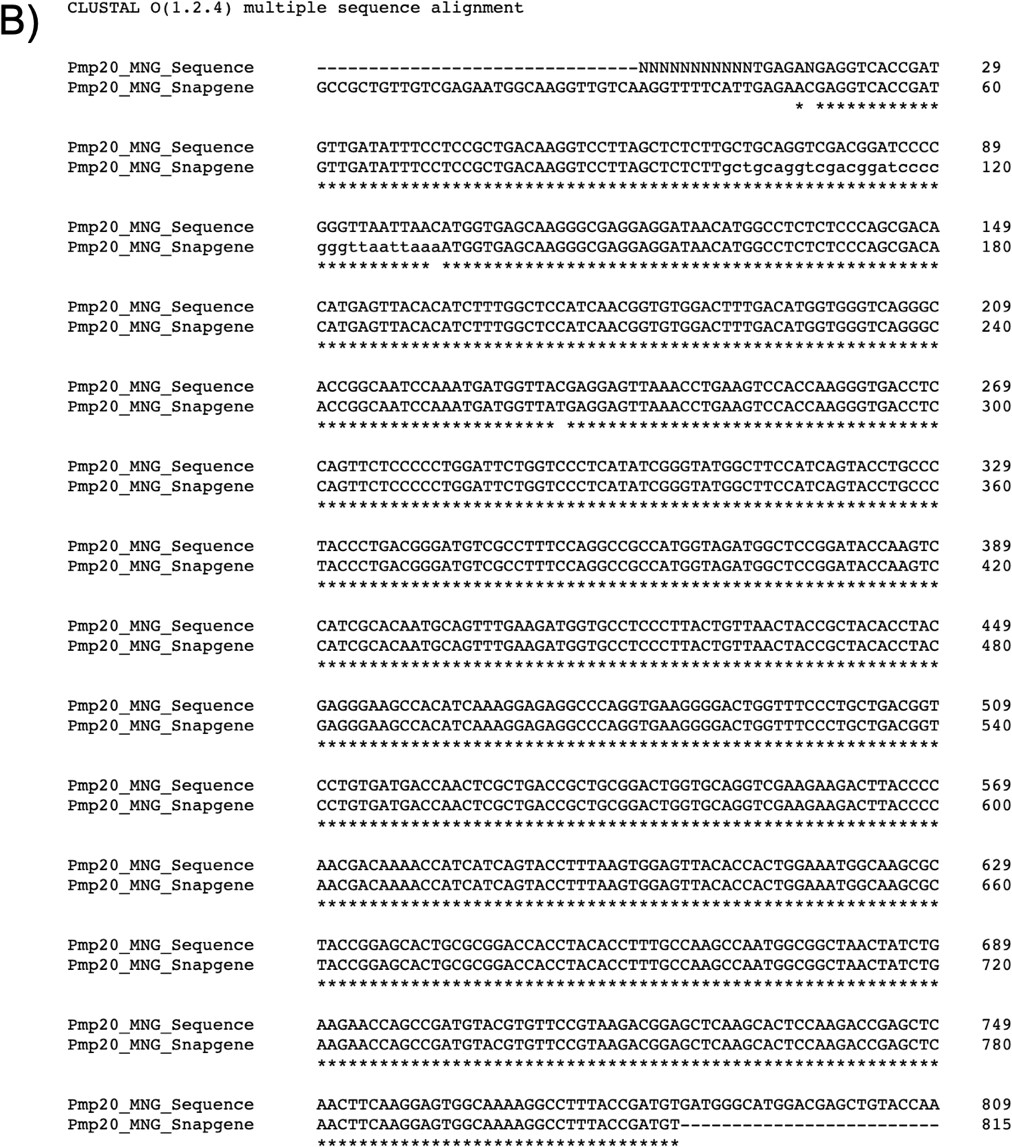 B)
CLUSTAL O(1.2.4) multiple sequence alignment
Pmp20_MNG_Sequence -------------------------------NNNNNNNNNNNTGAGANGAGGTCACCGAT 29
Pmp20_MNG_Snapgene GCCGCTGTTGTCGAGAATGGCAAGGTTGTCAAGGTTTTCATTGAGAACGAGGTCACCGAT 60
* ************
Pmp20_MNG_Sequence GTTGATATTTCCTCCGCTGACAAGGTCCTTAGCTCTCTTGCTGCAGGTCGACGGATCCCC 89
Pmp20_MNG_Snapgene GTTGATATTTCCTCCGCTGACAAGGTCCTTAGCTCTCTTgctgcaggtcgacggatcccc 120
************************************************************
Pmp20_MNG_Sequence GGGTTAATTAACATGGTGAGCAAGGGCGAGGAGGATAACATGGCCTCTCTCCCAGCGACA 149
Pmp20_MNG_Snapgene gggttaattaaaATGGTGAGCAAGGGCGAGGAGGATAACATGGCCTCTCTCCCAGCGACA 180
*********** ************************************************
Pmp20_MNG_Sequence CATGAGTTACACATCTTTGGCTCCATCAACGGTGTGGACTTTGACATGGTGGGTCAGGGC 209
Pmp20_MNG_Snapgene CATGAGTTACACATCTTTGGCTCCATCAACGGTGTGGACTTTGACATGGTGGGTCAGGGC 240
************************************************************
Pmp20_MNG_Sequence ACCGGCAATCCAAATGATGGTTACGAGGAGTTAAACCTGAAGTCCACCAAGGGTGACCTC 269
Pmp20_MNG_Snapgene ACCGGCAATCCAAATGATGGTTATGAGGAGTTAAACCTGAAGTCCACCAAGGGTGACCTC 300
*********************** ************************************
Pmp20_MNG_Sequence CAGTTCTCCCCCTGGATTCTGGTCCCTCATATCGGGTATGGCTTCCATCAGTACCTGCCC 329
Pmp20_MNG_Snapgene CAGTTCTCCCCCTGGATTCTGGTCCCTCATATCGGGTATGGCTTCCATCAGTACCTGCCC 360
************************************************************
Pmp20_MNG_Sequence TACCCTGACGGGATGTCGCCTTTCCAGGCCGCCATGGTAGATGGCTCCGGATACCAAGTC 389
Pmp20_MNG_Snapgene TACCCTGACGGGATGTCGCCTTTCCAGGCCGCCATGGTAGATGGCTCCGGATACCAAGTC 420
************************************************************
Pmp20_MNG_Sequence CATCGCACAATGCAGTTTGAAGATGGTGCCTCCCTTACTGTTAACTACCGCTACACCTAC 449
Pmp20_MNG_Snapgene CATCGCACAATGCAGTTTGAAGATGGTGCCTCCCTTACTGTTAACTACCGCTACACCTAC 480
************************************************************
Pmp20_MNG_Sequence GAGGGAAGCCACATCAAAGGAGAGGCCCAGGTGAAGGGGACTGGTTTCCCTGCTGACGGT 509
Pmp20_MNG_Snapgene GAGGGAAGCCACATCAAAGGAGAGGCCCAGGTGAAGGGGACTGGTTTCCCTGCTGACGGT 540
************************************************************
Pmp20_MNG_Sequence CCTGTGATGACCAACTCGCTGACCGCTGCGGACTGGTGCAGGTCGAAGAAGACTTACCCC 569
Pmp20_MNG_Snapgene CCTGTGATGACCAACTCGCTGACCGCTGCGGACTGGTGCAGGTCGAAGAAGACTTACCCC 600
************************************************************
Pmp20_MNG_Sequence AACGACAAAACCATCATCAGTACCTTTAAGTGGAGTTACACCACTGGAAATGGCAAGCGC 629
Pmp20_MNG_Snapgene AACGACAAAACCATCATCAGTACCTTTAAGTGGAGTTACACCACTGGAAATGGCAAGCGC 660
************************************************************
Pmp20_MNG_Sequence TACCGGAGCACTGCGCGGACCACCTACACCTTTGCCAAGCCAATGGCGGCTAACTATCTG 689
Pmp20_MNG_Snapgene TACCGGAGCACTGCGCGGACCACCTACACCTTTGCCAAGCCAATGGCGGCTAACTATCTG 720
************************************************************
Pmp20_MNG_Sequence AAGAACCAGCCGATGTACGTGTTCCGTAAGACGGAGCTCAAGCACTCCAAGACCGAGCTC 749
Pmp20_MNG_Snapgene AAGAACCAGCCGATGTACGTGTTCCGTAAGACGGAGCTCAAGCACTCCAAGACCGAGCTC 780
************************************************************
Pmp20_MNG_Sequence AACTTCAAGGAGTGGCAAAAGGCCTTTACCGATGTGATGGGCATGGACGAGCTGTACCAA 809
Pmp20_MNG_Snapgene AACTTCAAGGAGTGGCAAAAGGCCTTTACCGATGT------------------------- 815
***********************************